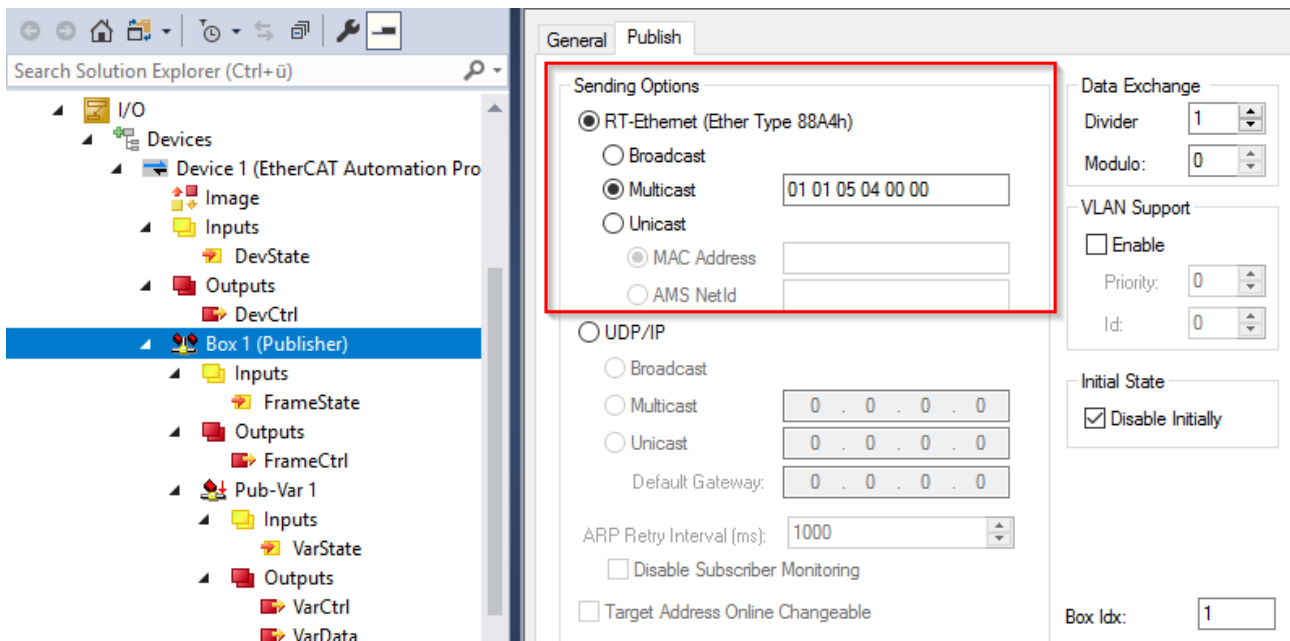 Search Solution Explorer (Ctrl+ü)
I/O
Devices
Device 1 (EtherCAT Automation Pro
Image
Inputs
DevState
Outputs
DevCtrl
Box 1 (Publisher)
Inputs
FrameState
Outputs
FrameCtrl
Pub-Var 1
Inputs
VarState
Outputs
VarCtrl
VarData
General Publish
Sending Options
RT-Ethernet (Ether Type 88A4h)
Broadcast
Multicast 01 01 05 04 00 00
Unicast
MAC Address
AMS NetId
UDP/IP
Broadcast
Multicast 0 . 0 . 0 . 0
Unicast 0 . 0 . 0 . 0
Default Gateway: 0 . 0 . 0 . 0
ARP Retry Interval (ms): 1000
Disable Subscriber Monitoring
Target Address Online Changeable
Data Exchange
Divider 1
Modulo: 0
VLAN Support
Enable
Priority: 0
Id: 0
Initial State
Disable Initially
Box Idx: 1